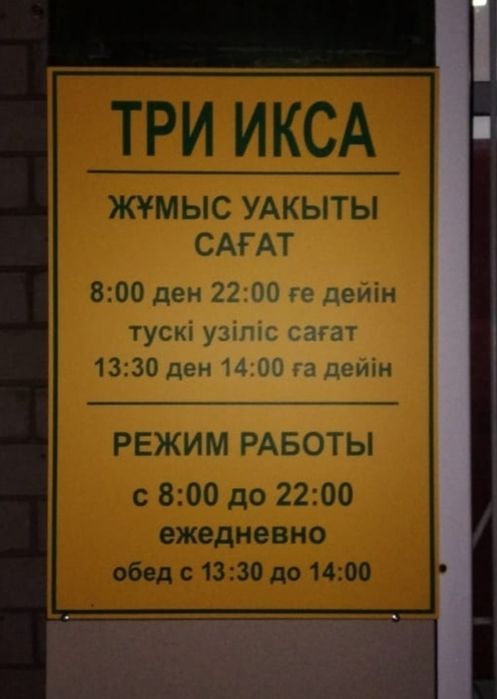 ТРИ ИКСА
ЖҰМЫС УАКЫТЫ
САҒАТ
8:00 ден 22:00 ге дейін
тускі узіліс сағат
13:30 ден 14:00 ға дейін
РЕЖИМ РАБОТЫ
с 8:00 до 22:00
ежедневно
обед с 13:30 до 14:00